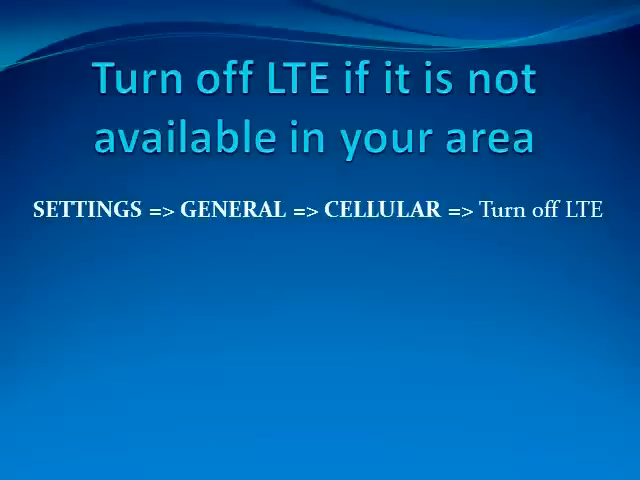 Turn off LTE if it is not
available in your area
SETTINGS => GENERAL => CELLULAR => Turn off LTE